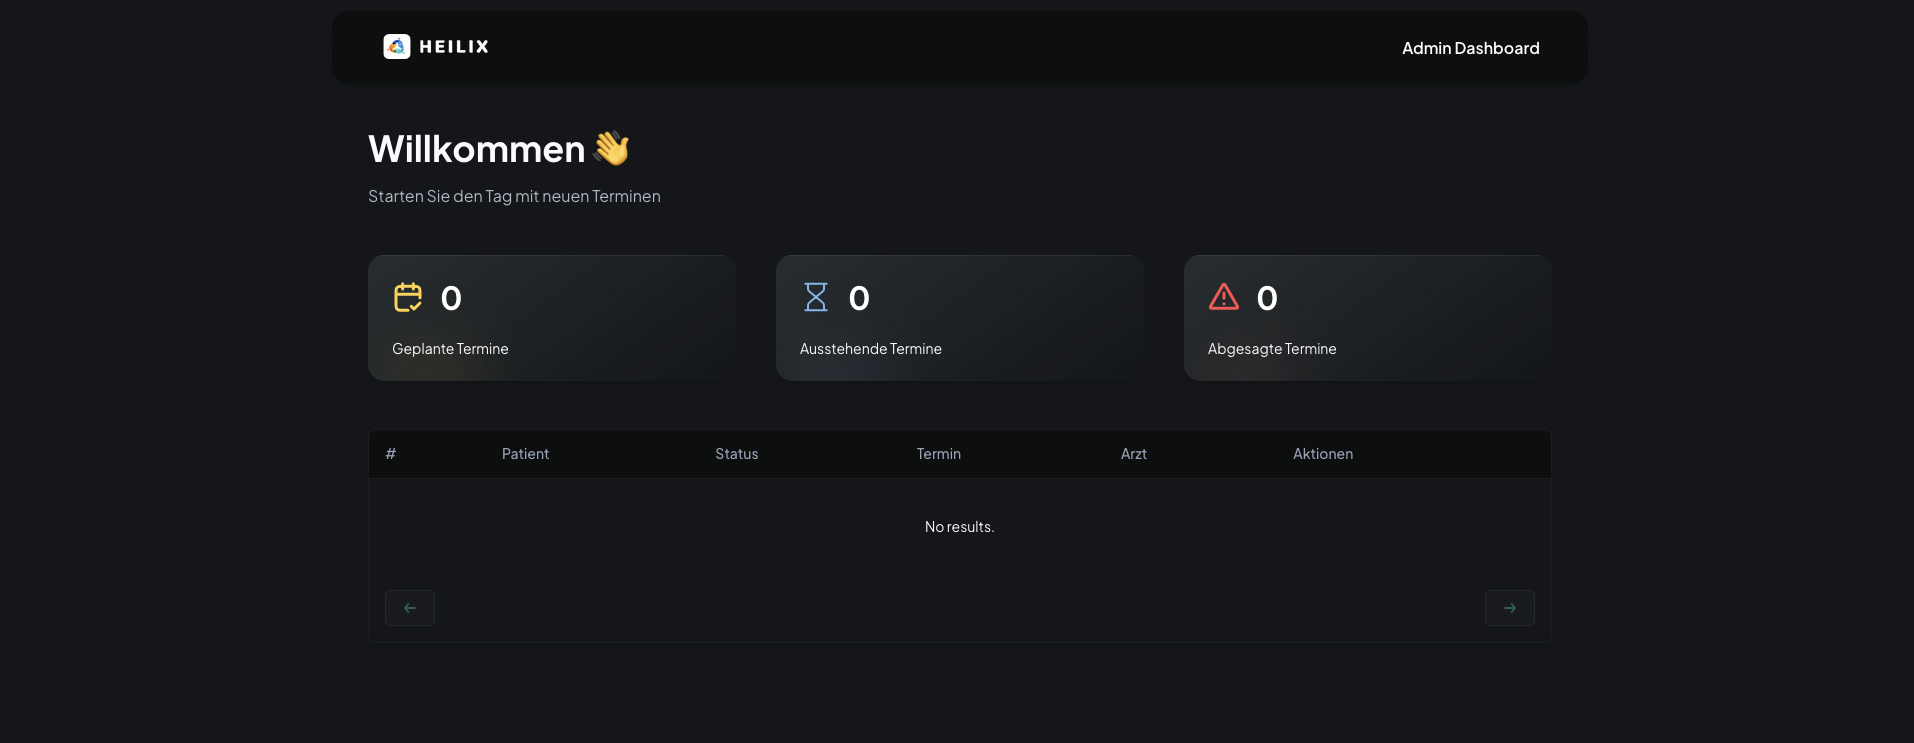 HEILIX
Admin Dashboard
Willkommen 👋
Starten Sie den Tag mit neuen Terminen
0
Geplante Termine
0
Ausstehende Termine
0
Abgesagte Termine
# Patient Status Termin Arzt Aktionen
No results.